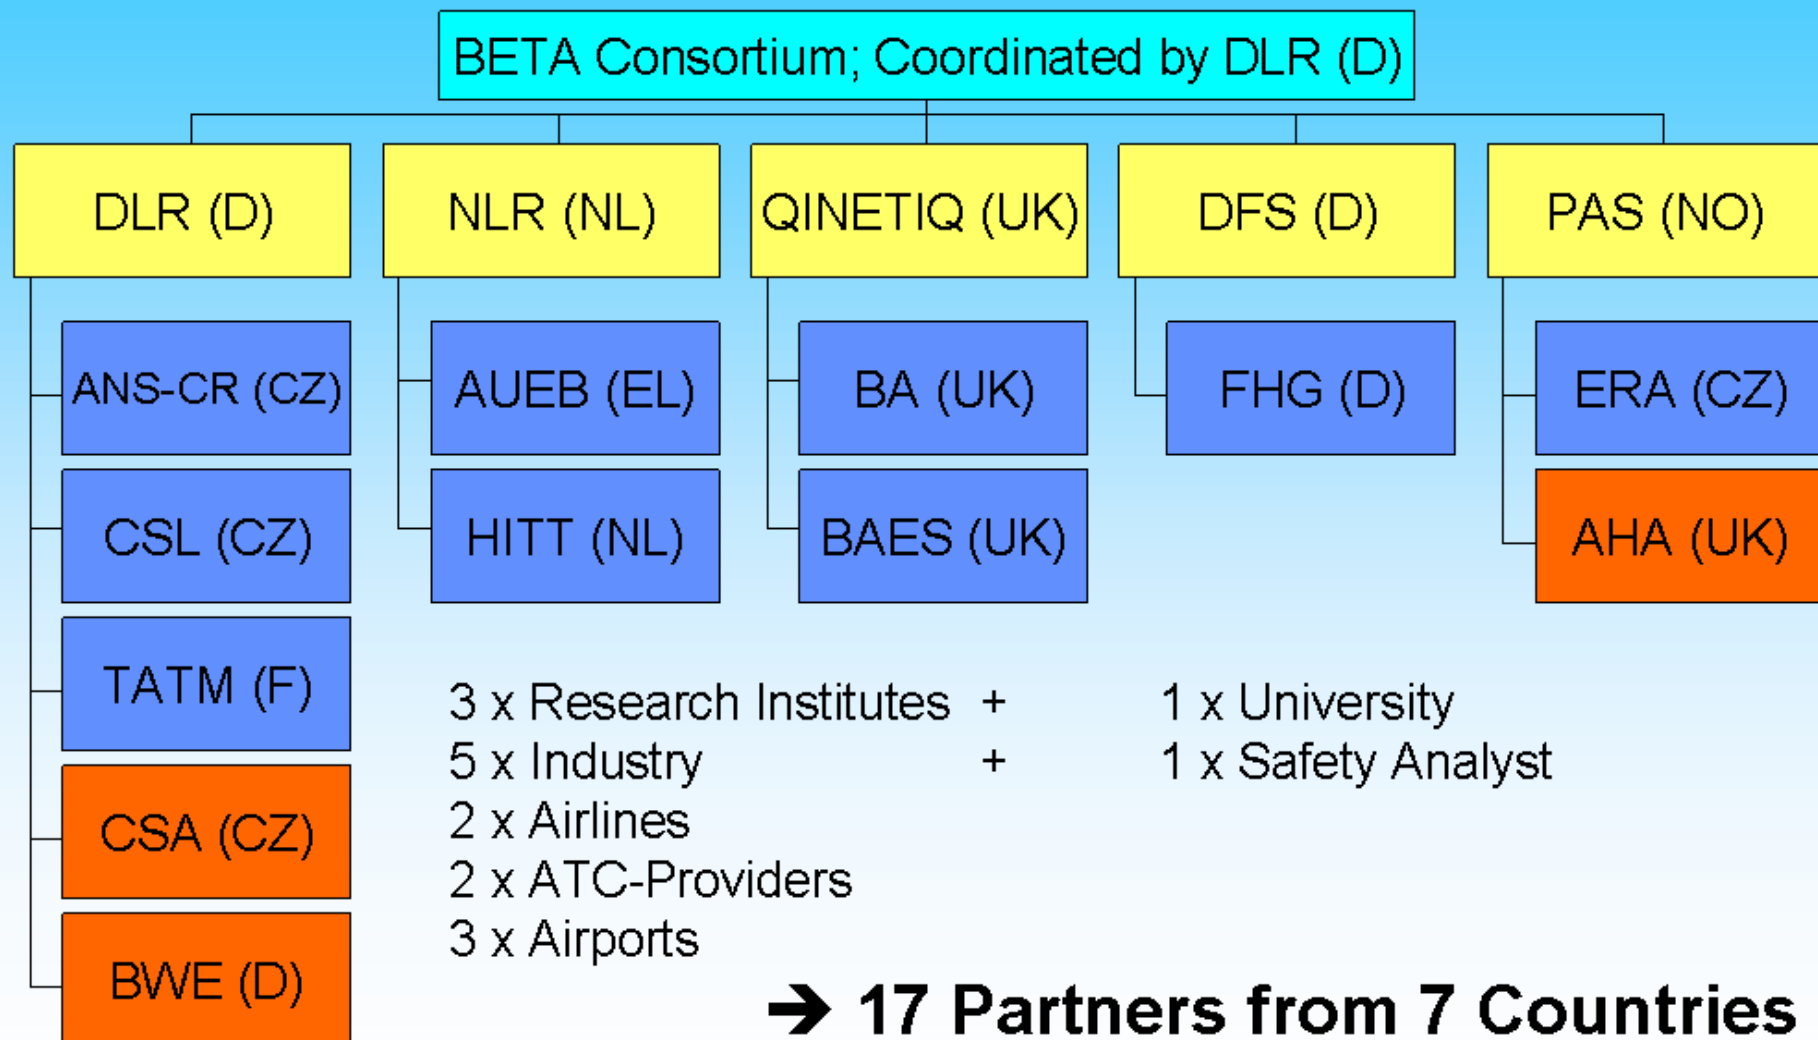 BETA Consortium; Coordinated by DLR (D)
DLR (D)
NLR (NL)
QINETIQ (UK)
DFS (D)
PAS (NO)
ANS-CR (CZ)
AUEB (EL)
BA (UK)
FHG (D)
ERA (CZ)
CSL (CZ)
HITT (NL)
BAES (UK)
AHA (UK)
TATM (F)
CSA (CZ)
BWE (D)
3 x Research Institutes + 1 x University
5 x Industry + 1 x Safety Analyst
2 x Airlines
2 x ATC-Providers
3 x Airports
➔ 17 Partners from 7 Countries